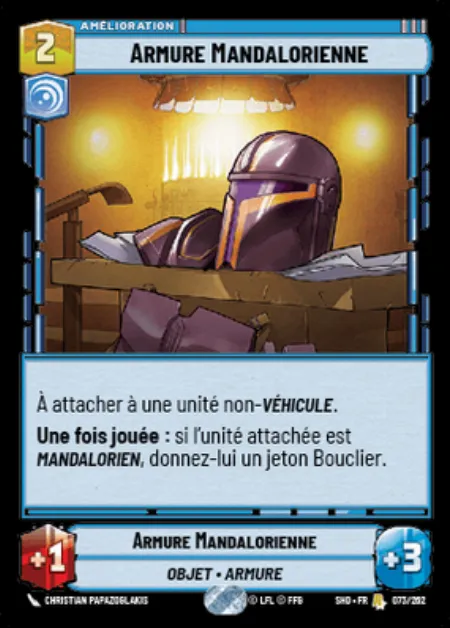 AMÉLIORATION
2
ARMURE MANDALORIENNE
À attacher à une unité non-VÉHICULE.
Une fois jouée : si l'unité attachée est
MANDALORIEN, donnez-lui un jeton Bouclier.
+1
ARMURE MANDALORIENNE
+3
OBJET • ARMURE
CHRISTIAN PAPAZOGLAKIS
© LFL © FFG
SHD • FR
073/262